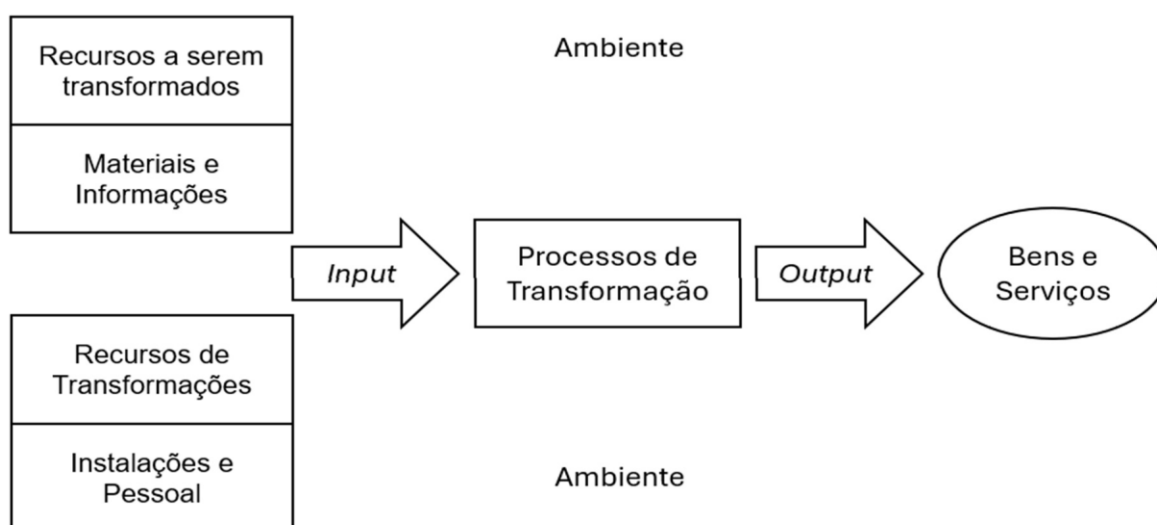 Recursos a serem
transformados
Materiais e
Informações
Ambiente
Input
Processos de
Transformação
Output
Bens e
Serviços
Recursos de
Transformações
Instalações e
Pessoal
Ambiente